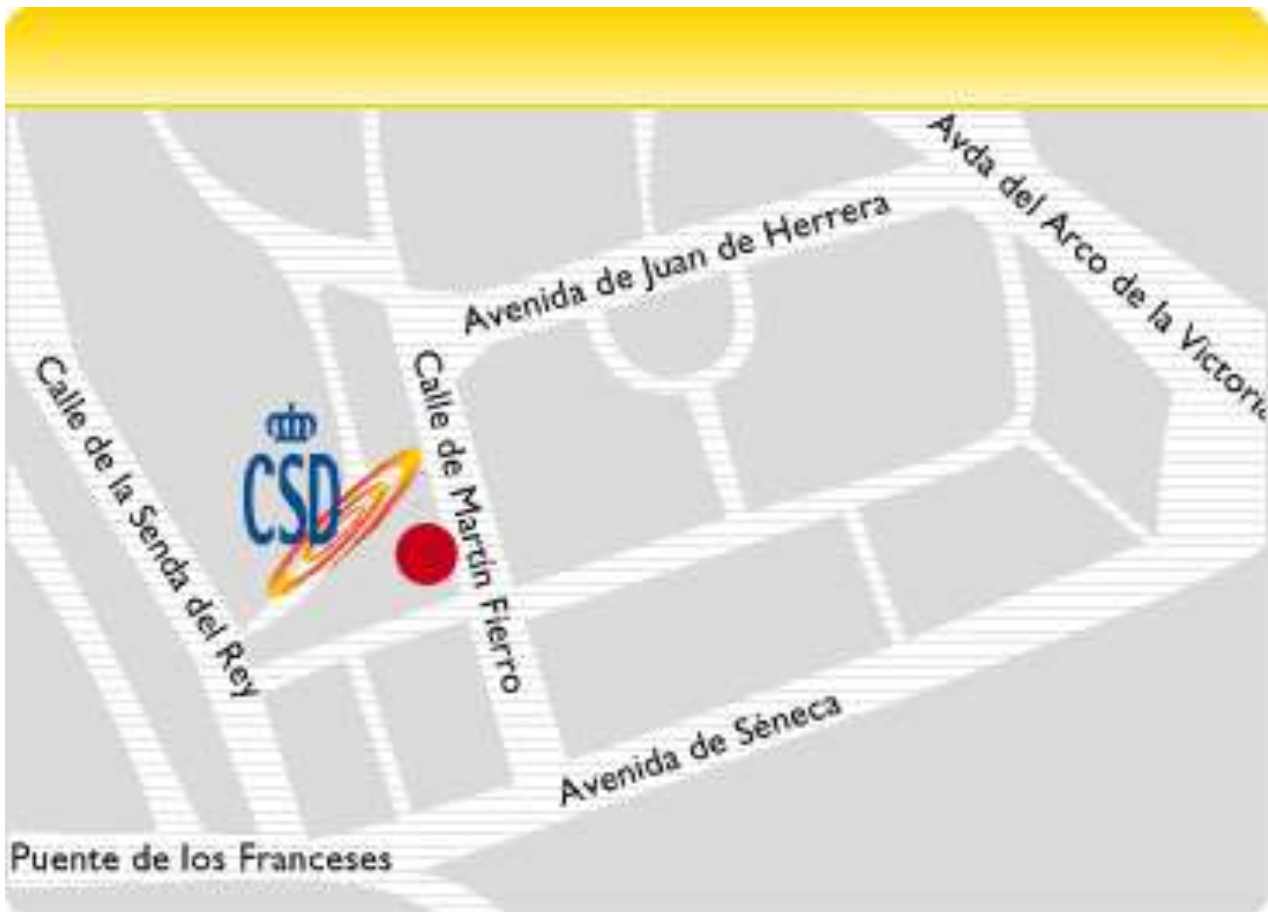 Avda del Arco de la Victoria
Avenida de Juan de Herrera
Calle de Martín Fierro
Calle de la Senda del Rey
CSD
Avenida de Séneca
Puente de los Franceses